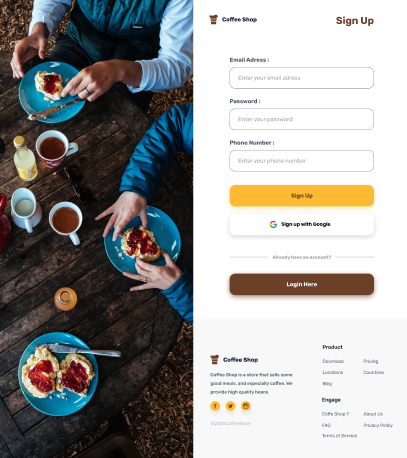 Coffee Shop
Sign Up
Email Adress :
Enter your email adress
Password :
Enter your password
Phone Number :
Enter your phone number
Sign Up
Sign up with Google
Already have an account?
Login Here
Coffee Shop
Coffee Shop is a store that sells some
good meals, and especially coffee. We
provide high quality beans
©2020CoffeeStore
Product
Download
Pricing
Locations
Countries
Blog
Engage
Coffe Shop ?
About Us
FAQ
Privacy Policy
Terms of Service